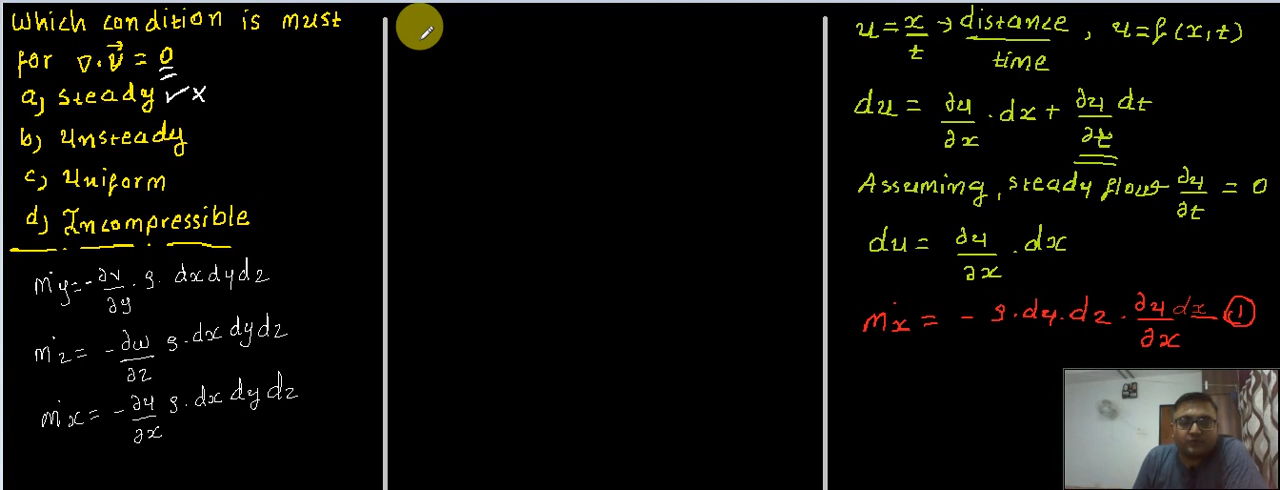 Which condition is must
for ∇·v⃗ = 0
a) steady ✓ x
b) Unsteady
c) Uniform
d) Incompressible
ṁy = -∂v/∂y · ρ · dx dy dz
ṁz = -∂w/∂z ρ · dx dy dz
ṁx = -∂u/∂x ρ · dx dy dz
u = x/t → distance/time , u = f(x,t)
du = ∂u/∂x · dx + ∂u/∂t dt
Assuming, steady flow ∂u/∂t = 0
du = ∂u/∂x · dx
ṁx = - ρ · dy · dz · ∂u/∂x dx — ①